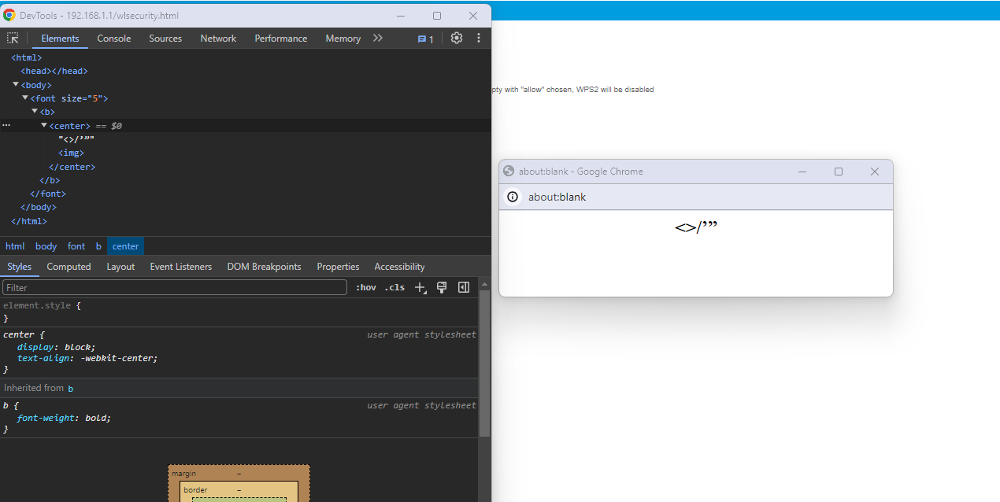 DevTools - 192.168.1.1/wlsecurity.html
Elements Console Sources Network Performance Memory 1
<html>
<head></head>
<body>
<font size="5">
<b>
... <center> == $0
"<>/’”"
<img>
</center>
</b>
</font>
</body>
</html>
html body font b center
Styles Computed Layout Event Listeners DOM Breakpoints Properties Accessibility
Filter :hov .cls
element.style {
}
center { user agent stylesheet
display: block;
text-align: -webkit-center;
}
Inherited from b
b { user agent stylesheet
font-weight: bold;
}
margin –
border –
pty with "allow" chosen, WPS2 will be disabled
about:blank - Google Chrome
about:blank
<>/’”